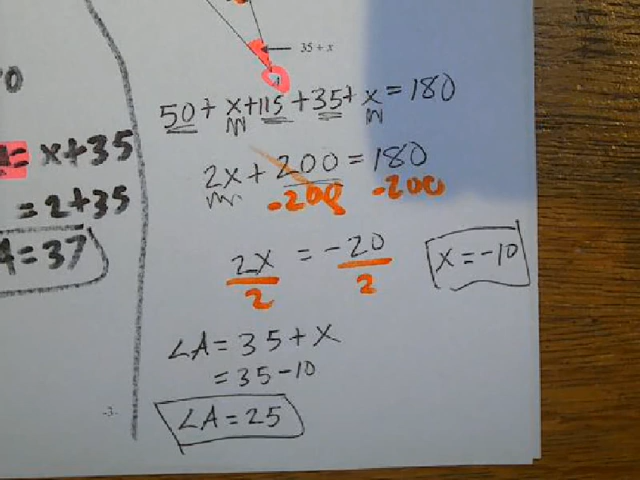 35 + x
50 + x + 115 + 35 + x = 180
2x + 200 = 180
-200 -200
2x = -20
2 2
x = -10
∠A = 35 + x
= 35 - 10
∠A = 25
= x + 35
= 2 + 35
A = 37
-3-